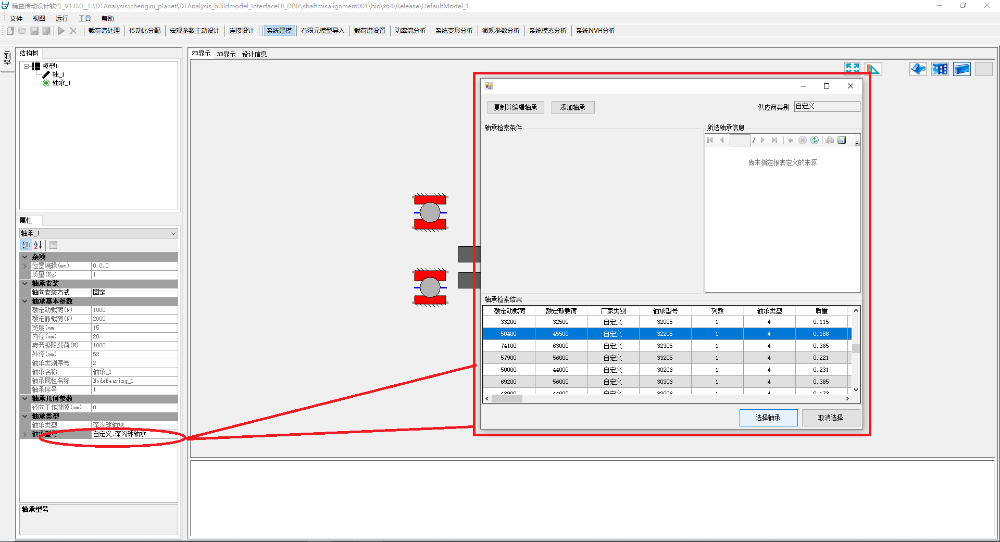 精益传动设计软件_V1.0.0__F:\DTAnalysis\chengxu_planet\DTAnalysis_buildmodel_InterfaceUI_DBR\shaftmisalignment001\bin\x64\Release\DefaultModel_1
文件 视图 运行 工具 帮助
载荷谱处理 传动比分配 宏观参数主动设计 连接设计 系统建模 有限元模型导入 载荷谱设置 功率流分析 系统变形分析 微观参数分析 系统模态分析 系统NVH分析
模型1
结构树
模型1
轴_1
轴承_1
属性
轴承_1
杂项
位置编辑(mm) 0,0,0
质量(Kg) 1
轴承安装
轴向安装方式 固定
轴承基本参数
额定动载荷(N) 1000
额定静载荷(N) 2000
宽度(mm 15
内径(mm) 20
疲劳极限载荷(N) 1000
外径(mm) 52
轴承类别序号 2
轴承名称 轴承_1
轴承属性名称 NodeBearing_1
轴承序号 1
轴承几何参数
径向工作游隙(mm) 0
轴承类型
轴承类型 深沟球轴承
轴承型号 自定义:深沟球轴承
轴承型号
2D显示 3D显示 设计信息
复制并编辑轴承 添加轴承 供应商类别 自定义
轴承检索条件
所选轴承信息
/
尚未指定报表定义的来源
轴承检索结果
额定动载荷 额定静载荷 厂家类别 轴承型号 列数 轴承类型 质量
33200 32500 自定义 32005 1 4 0.115
50400 45500 自定义 32205 1 4 0.188
74100 63000 自定义 32305 1 4 0.365
57900 56000 自定义 33205 1 4 0.221
50000 44000 自定义 30206 1 4 0.231
69200 56000 自定义 30306 1 4 0.385
43900 44000 自定义 32006 1 4 0.173
选择轴承 取消选择